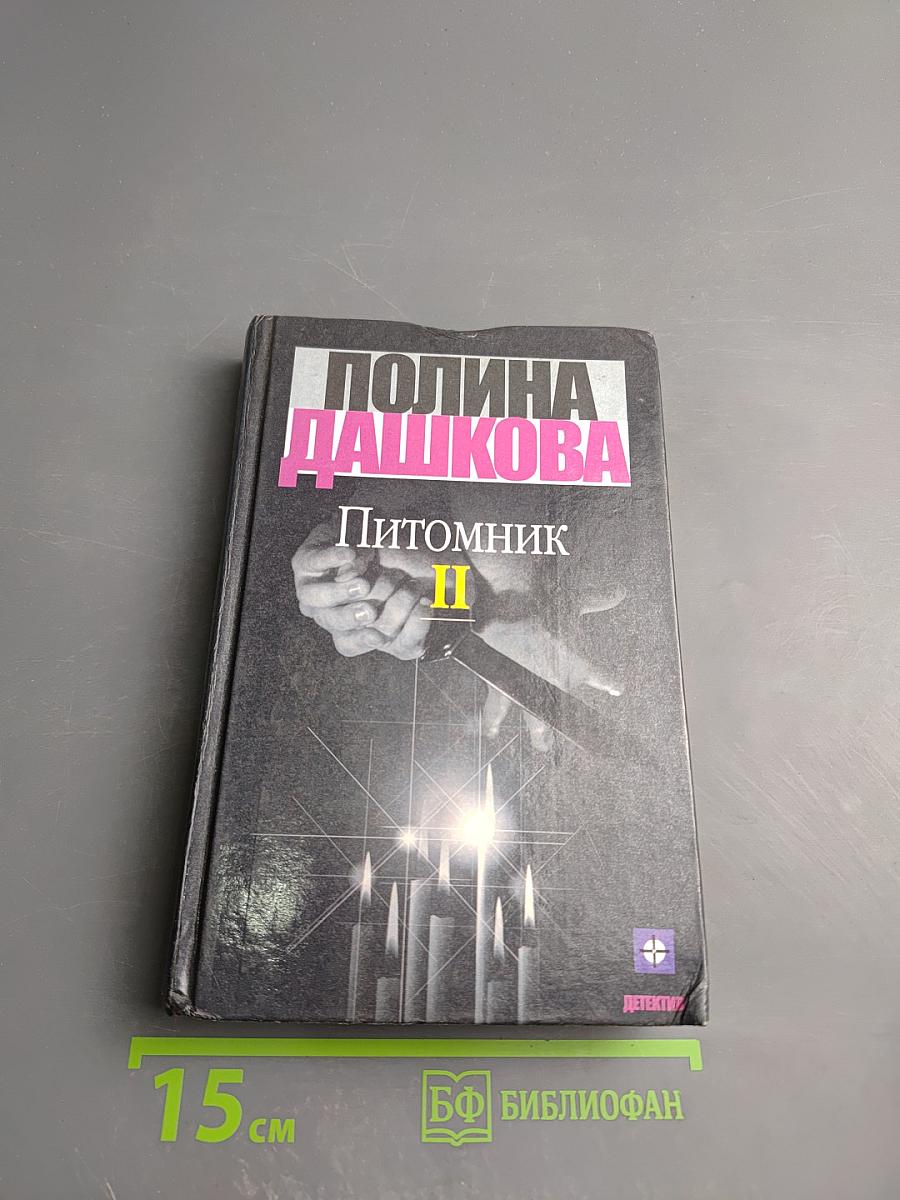 ПОЛИНА
ДАШКОВА
Питомник
II
ДЕТЕКТИВ
15 см
БФ БИБЛИОФАН